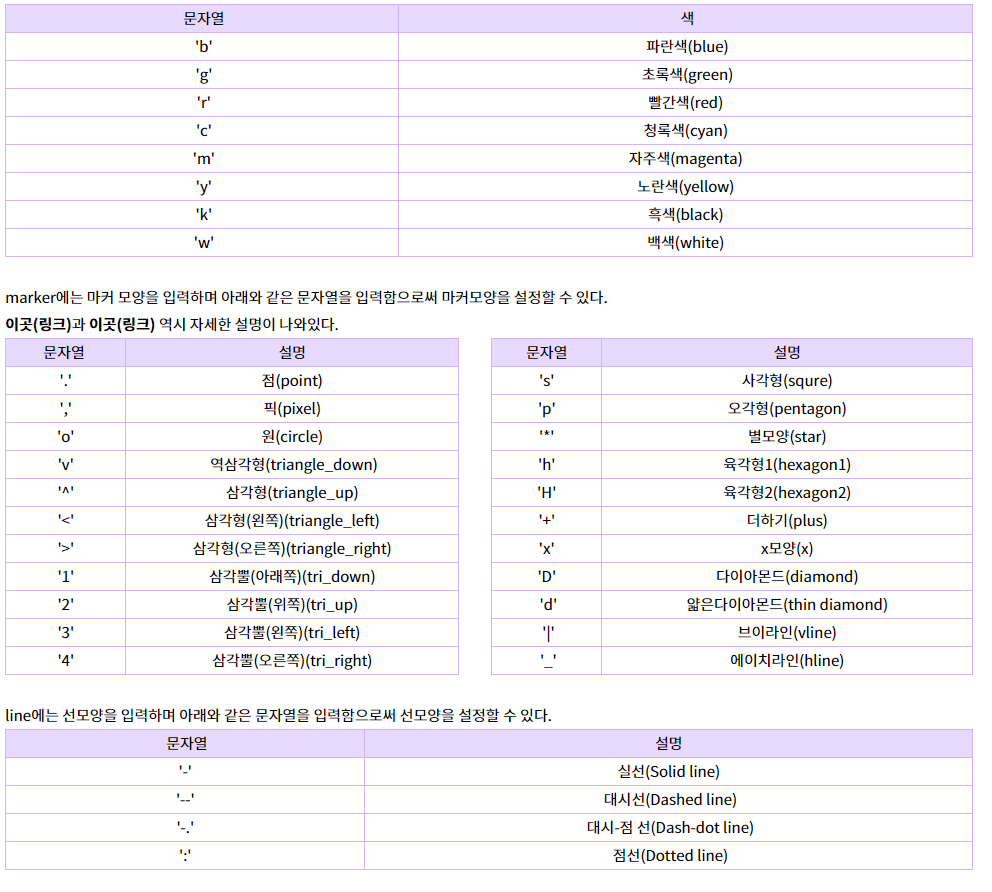 문자열 색
'b' 파란색(blue)
'g' 초록색(green)
'r' 빨간색(red)
'c' 청록색(cyan)
'm' 자주색(magenta)
'y' 노란색(yellow)
'k' 흑색(black)
'w' 백색(white)
marker에는 마커 모양을 입력하며 아래와 같은 문자열을 입력함으로써 마커모양을 설정할 수 있다.
이곳(링크)과 이곳(링크) 역시 자세한 설명이 나와있다.
문자열 설명
'.' 점(point)
',' 픽(pixel)
'o' 원(circle)
'v' 역삼각형(triangle_down)
'^' 삼각형(triangle_up)
'<' 삼각형(왼쪽)(triangle_left)
'>' 삼각형(오른쪽)(triangle_right)
'1' 삼각뿔(아래쪽)(tri_down)
'2' 삼각뿔(위쪽)(tri_up)
'3' 삼각뿔(왼쪽)(tri_left)
'4' 삼각뿔(오른쪽)(tri_right)
문자열 설명
's' 사각형(squre)
'p' 오각형(pentagon)
'*' 별모양(star)
'h' 육각형1(hexagon1)
'H' 육각형2(hexagon2)
'+' 더하기(plus)
'x' x모양(x)
'D' 다이아몬드(diamond)
'd' 얇은다이아몬드(thin diamond)
'|' 브이라인(vline)
'_' 에이치라인(hline)
line에는 선모양을 입력하며 아래와 같은 문자열을 입력함으로써 선모양을 설정할 수 있다.
문자열 설명
'-' 실선(Solid line)
'--' 대시선(Dashed line)
'-.' 대시-점 선(Dash-dot line)
':' 점선(Dotted line)